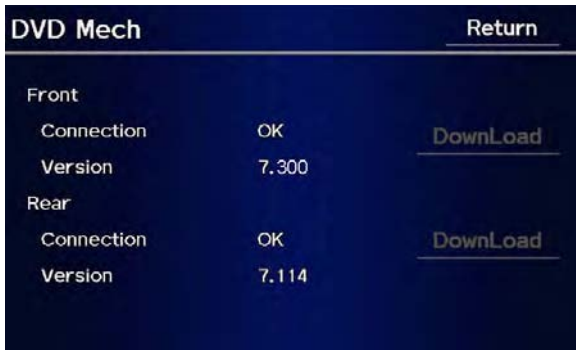 DVD Mech Return
Front
Connection OK DownLoad
Version 7.300
Rear
Connection OK DownLoad
Version 7.114